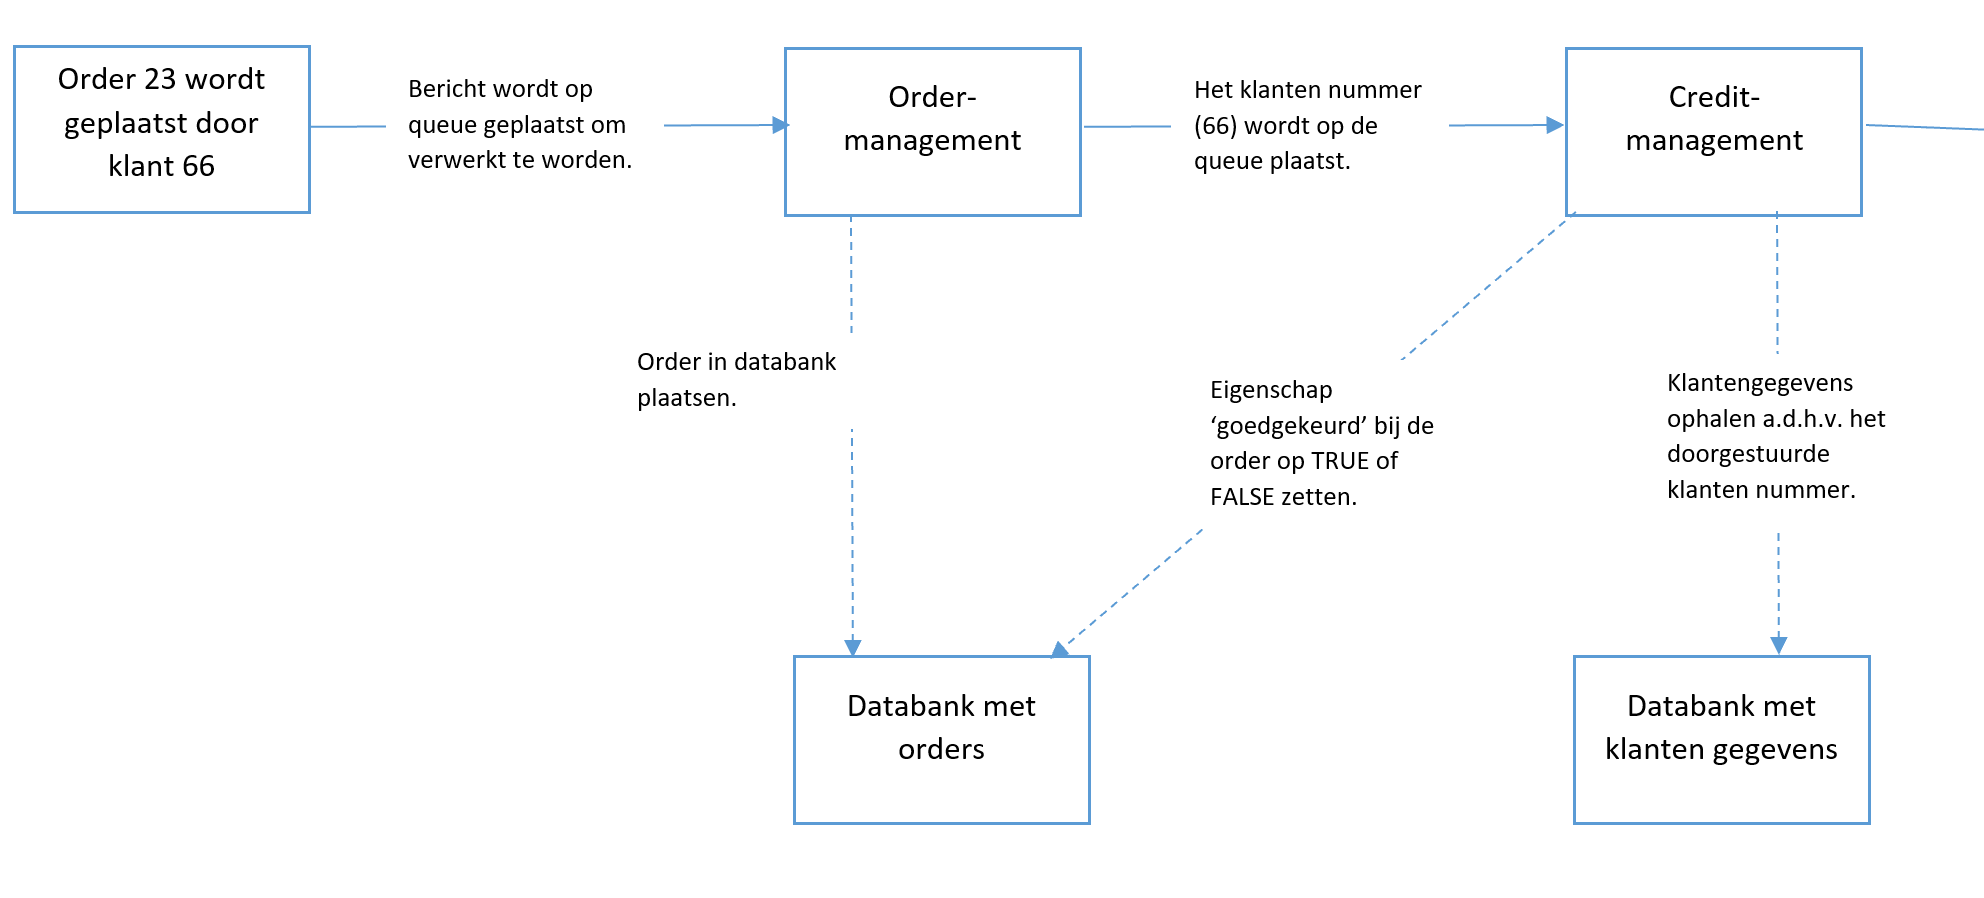 Order 23 wordt
geplaatst door
klant 66
Bericht wordt op
queue geplaatst om
verwerkt te worden.
Order-
management
Het klanten nummer
(66) wordt op de
queue plaatst.
Credit-
management
Order in databank
plaatsen.
Eigenschap
‘goedgekeurd’ bij de
order op TRUE of
FALSE zetten.
Klantengegevens
ophalen a.d.h.v. het
doorgestuurde
klanten nummer.
Databank met
orders
Databank met
klanten gegevens